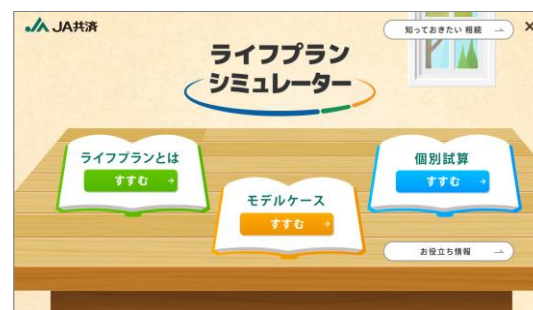 JA共済
知っておきたい 相続 →
×
ライフプラン
シミュレーター
ライフプランとは
すすむ →
個別試算
すすむ →
モデルケース
すすむ →
お役立ち情報 →